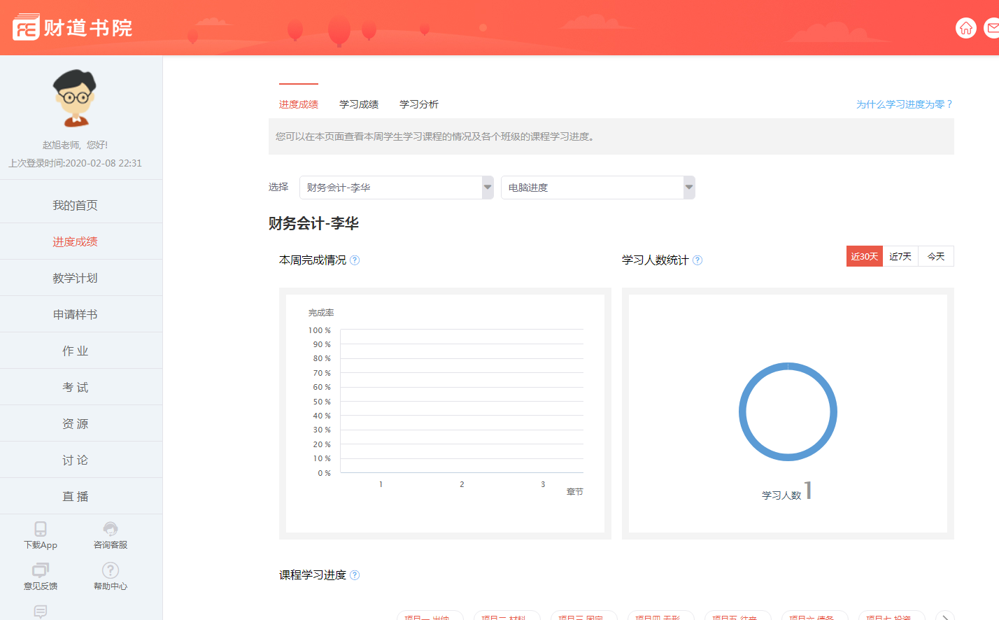 FE 财道书院
赵旭老师, 您好!
上次登录时间:2020-02-08 22:31
我的首页
进度成绩
教学计划
申请样书
作 业
考 试
资 源
讨 论
直 播
下载App 咨询客服
意见反馈 帮助中心
进度成绩 学习成绩 学习分析 为什么学习进度为零？
您可以在本页面查看本周学生学习课程的情况及各个班级的课程学习进度。
选择 财务会计-李华 电脑进度
财务会计-李华
本周完成情况 ? 学习人数统计 ? 近30天 近7天 今天
完成率
100 %
90 %
80 %
70 %
60 %
50 %
40 %
30 %
20 %
10 %
0 %
1 2 3
章节
学习人数 1
课程学习进度 ?
项目一 出纳 项目二 材料 项目三 固定 项目四 无形 项目五 往来 项目六 债务 项目七 投资